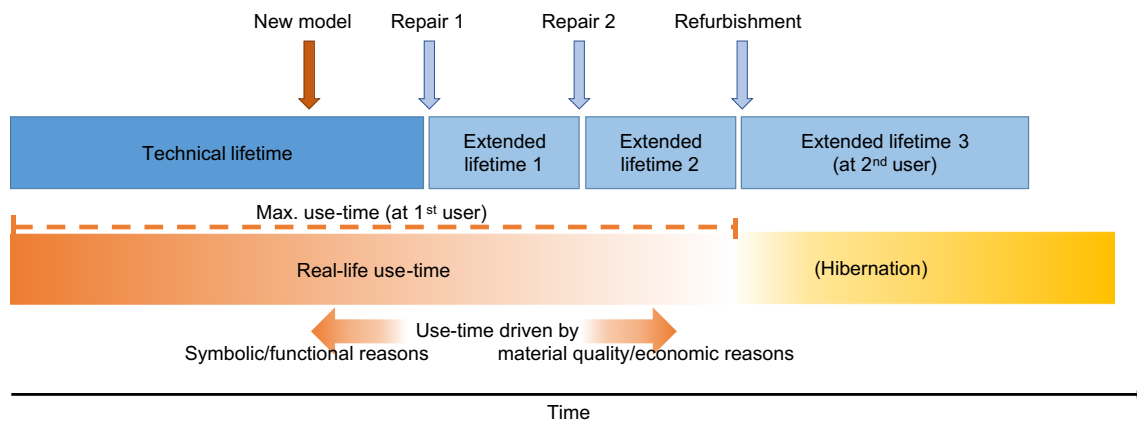 New model
Repair 1
Repair 2
Refurbishment
Technical lifetime
Extended
lifetime 1
Extended
lifetime 2
Extended lifetime 3
(at 2nd user)
Max. use-time (at 1st user)
Real-life use-time
(Hibernation)
Use-time driven by
Symbolic/functional reasons
material quality/economic reasons
Time